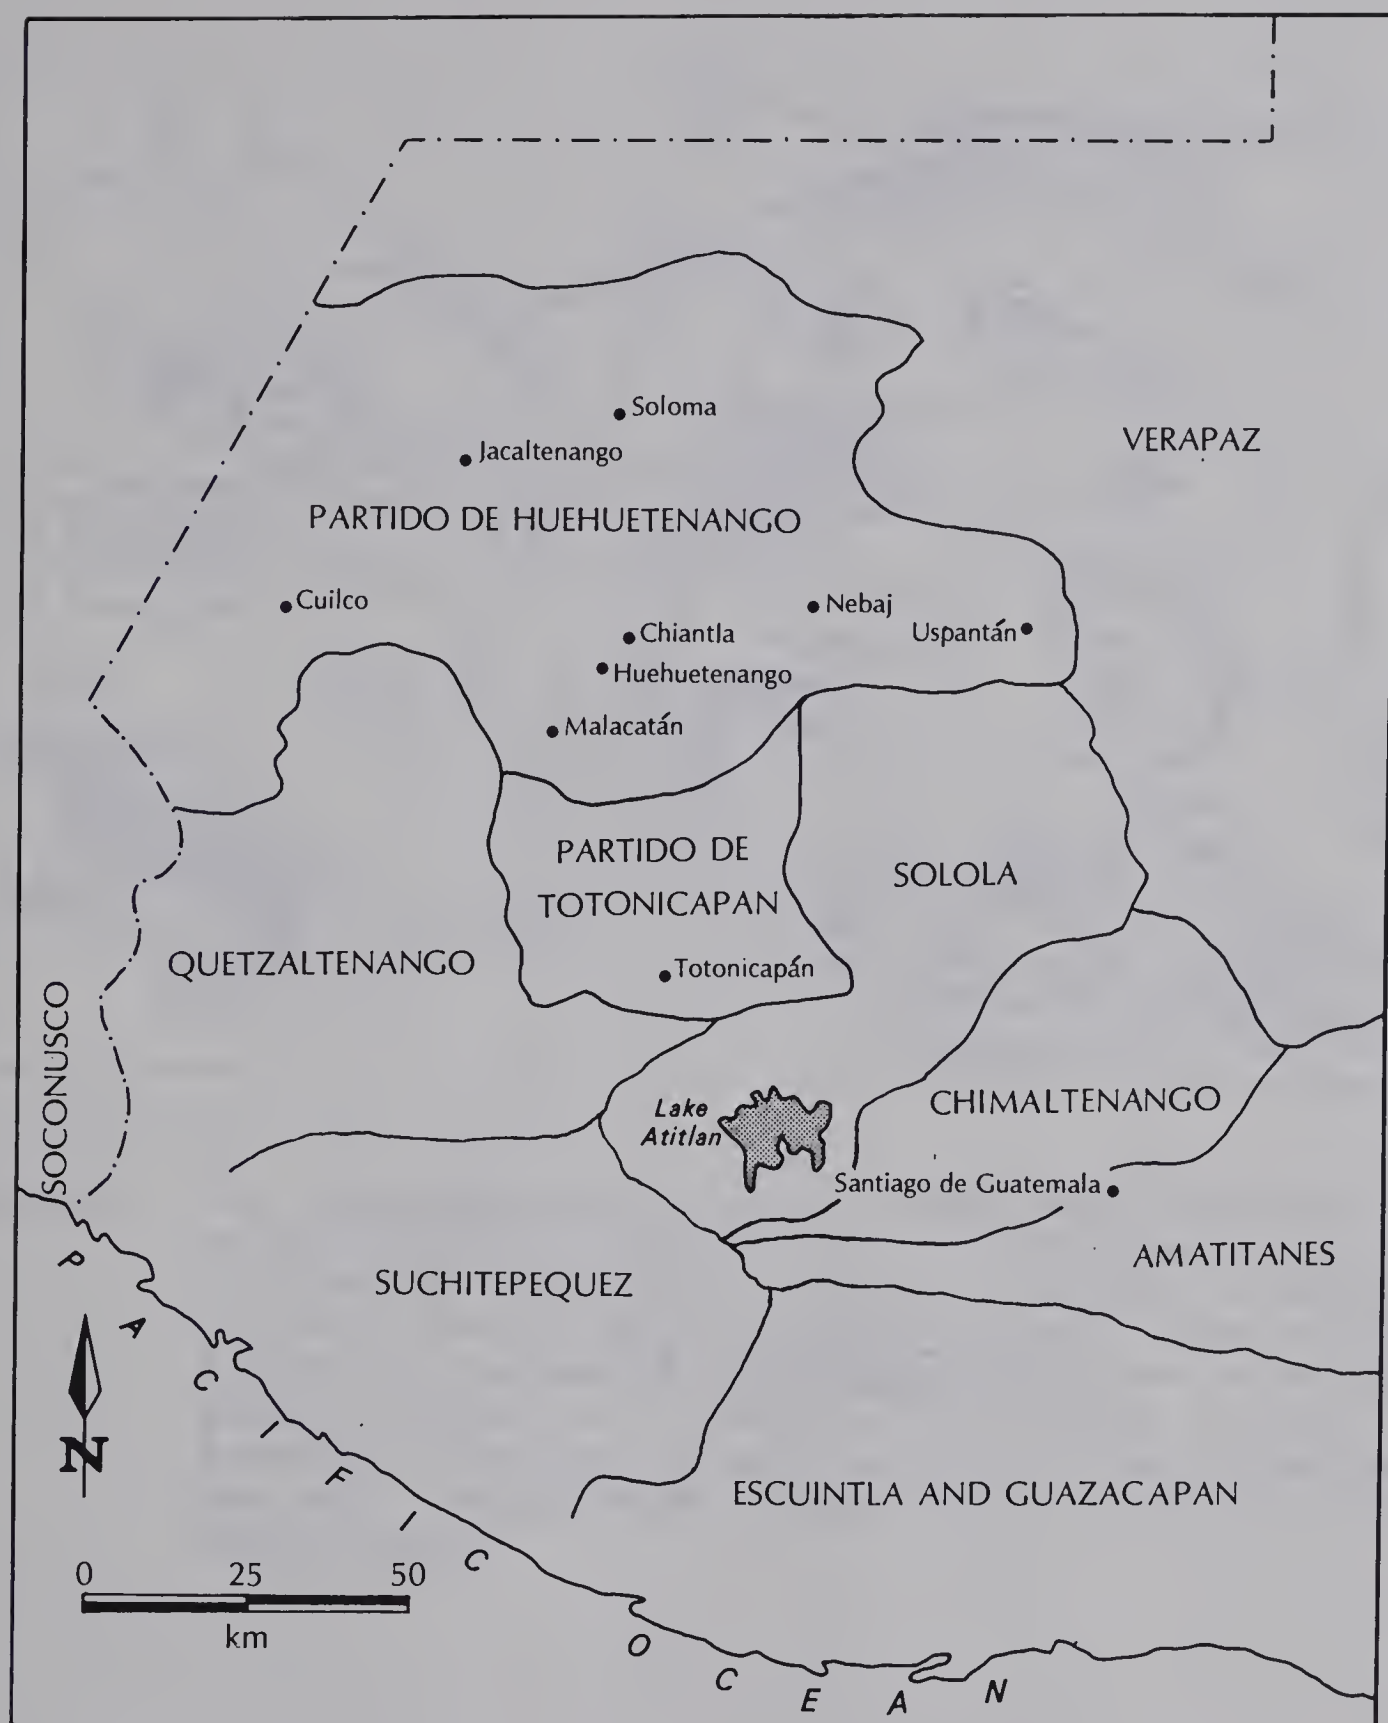 Soloma
Jacaltenango
VERAPAZ
PARTIDO DE HUEHUETENANGO
Cuilco
Nebaj
Chiantla
Uspantán
Huehuetenango
Malacatán
PARTIDO DE
TOTONICAPAN
SOLOLA
QUETZALTENANGO
Totonicapán
SOCONUSCO
Lake
Atitlan
CHIMALTENANGO
Santiago de Guatemala
AMATITANES
SUCHITEPEQUEZ
ESCUINTLA AND GUAZACAPAN
PACIFIC OCEAN
N
0 25 50
km